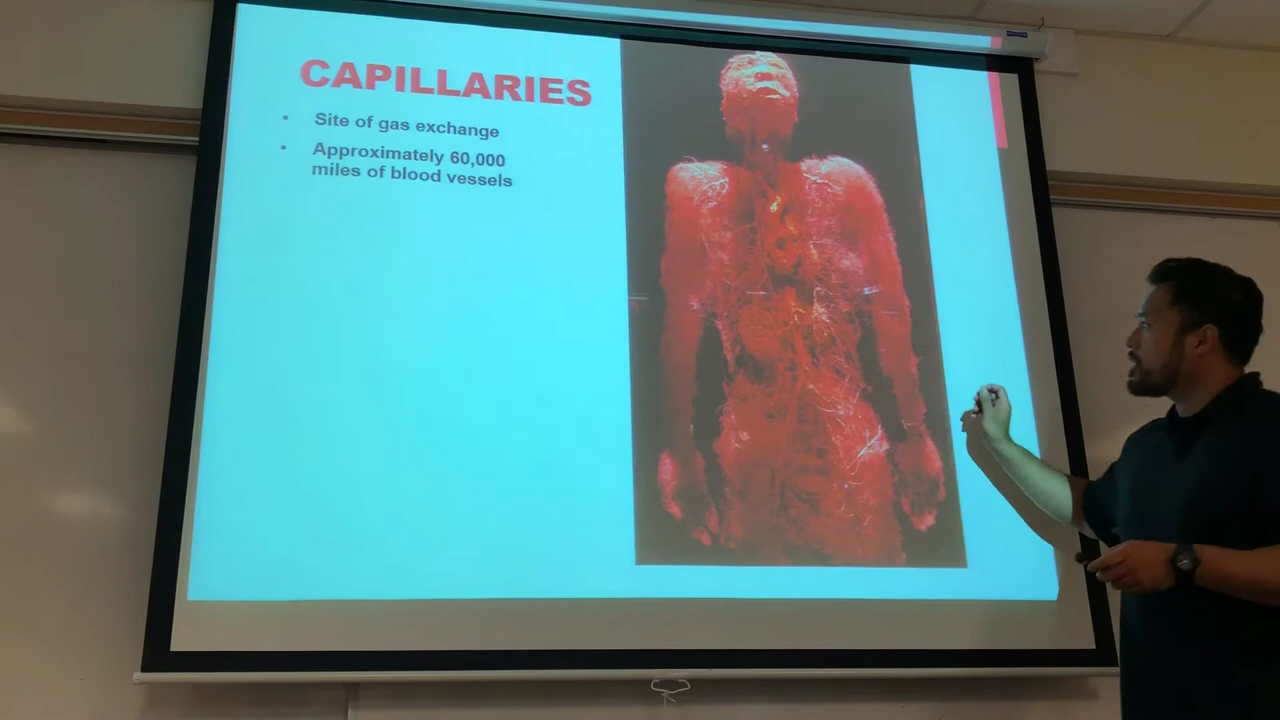 CAPILLARIES
• Site of gas exchange
• Approximately 60,000
miles of blood vessels